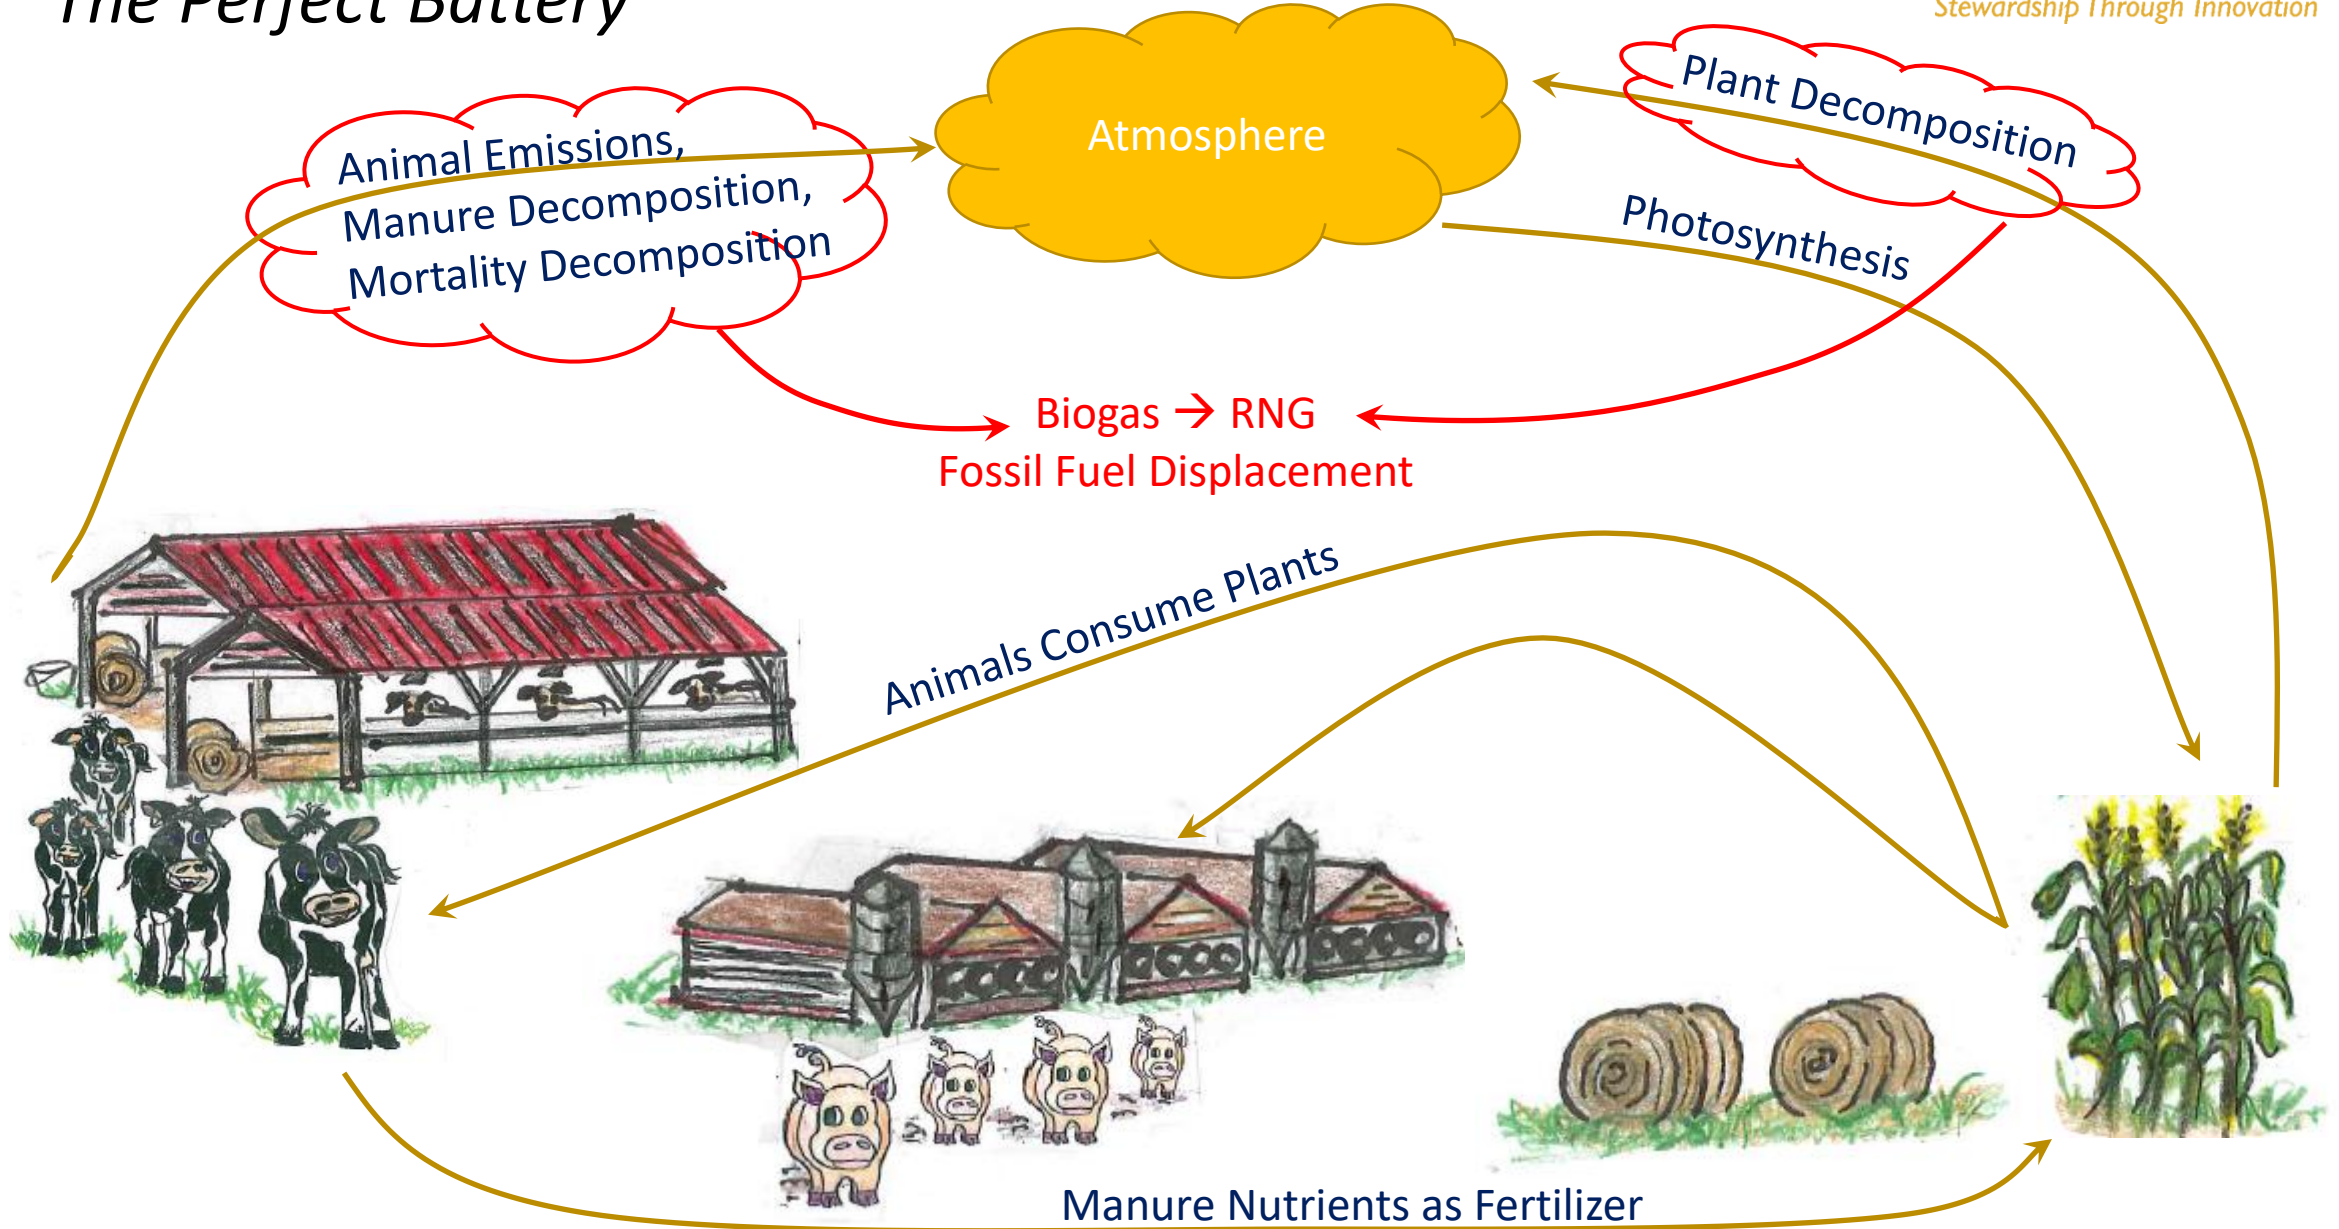 The Perfect Battery
Stewardship Through Innovation
Plant Decomposition
Animal Emissions,
Manure Decomposition,
Mortality Decomposition
Atmosphere
Photosynthesis
Biogas → RNG
Fossil Fuel Displacement
Animals Consume Plants
Manure Nutrients as Fertilizer